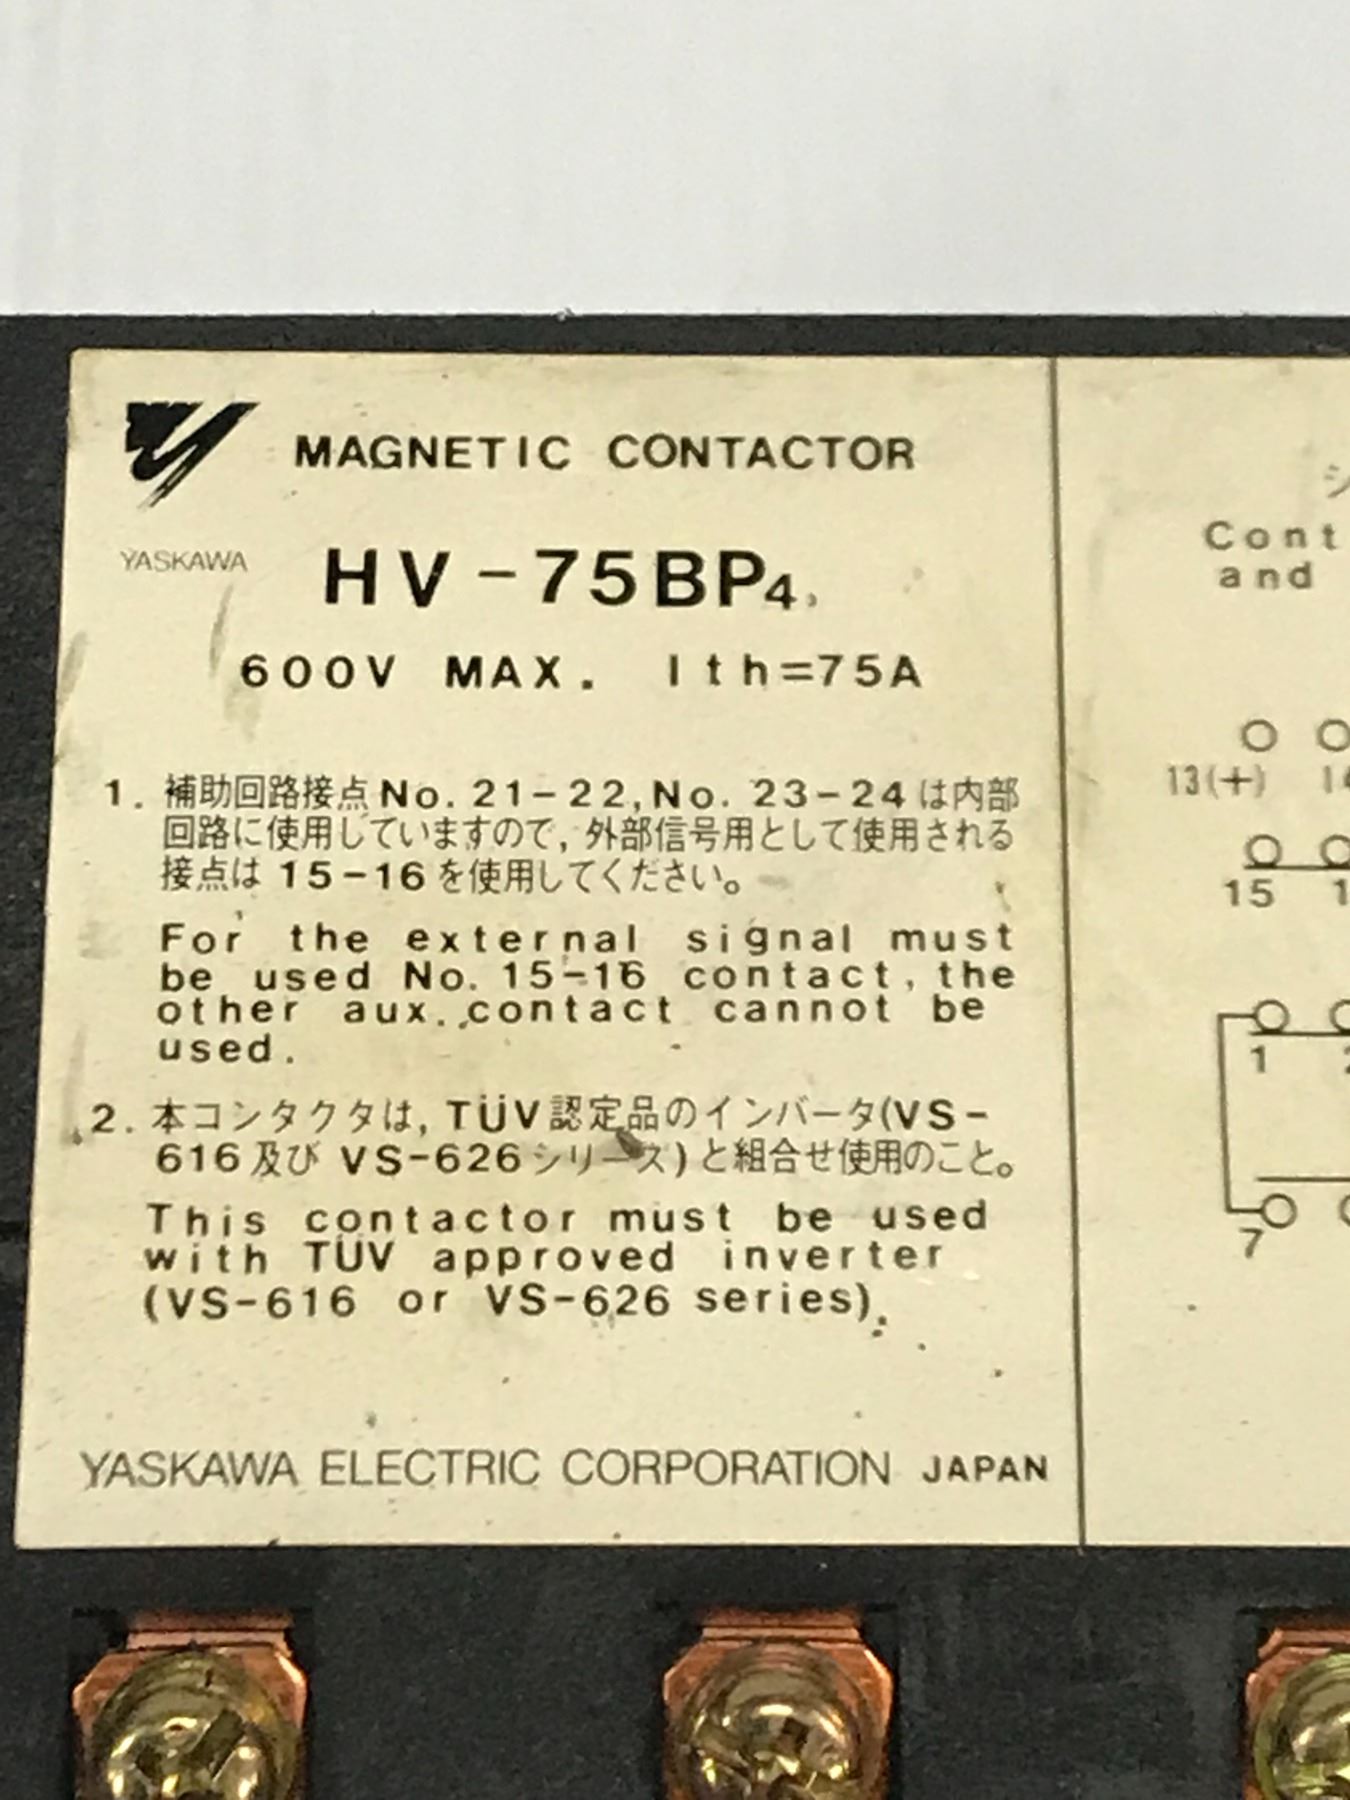 MAGNETIC CONTACTOR
YASKAWA
HV-75BP4
600V MAX. Ith=75A
1. 補助回路接点No. 21-22, No. 23-24は内部
回路に使用していますので, 外部信号用として使用される
接点は 15-16を使用してください。
For the external signal must
be used No. 15-16 contact, the
other aux. contact cannot be
used.
2. 本コンタクタは, TÜV認定品のインバータ(VS-
616及び VS-626シリーズ)と組合せ使用のこと。
This contactor must be used
with TÜV approved inverter
(VS-616 or VS-626 series).
YASKAWA ELECTRIC CORPORATION JAPAN
Cont
and
13(+)
15
1
7